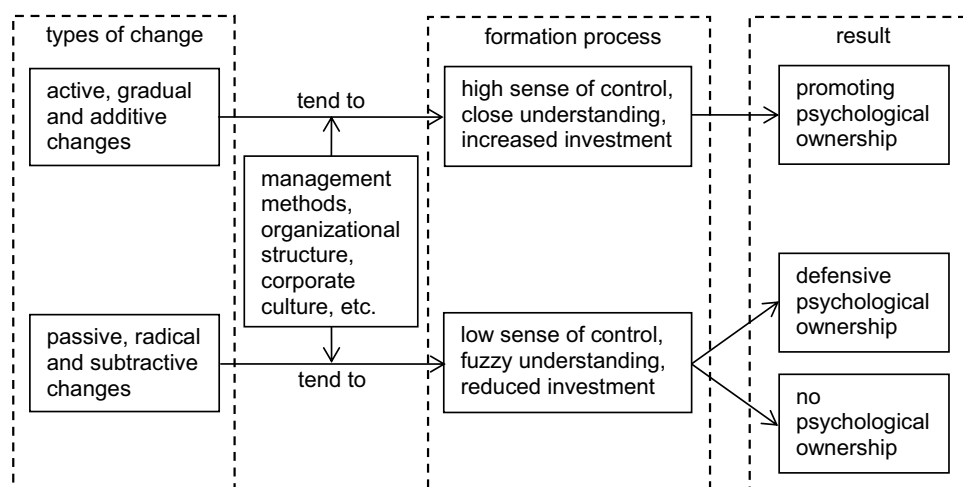 types of change
formation process
result
active, gradual
and additive
changes
tend to
high sense of control,
close understanding,
increased investment
promoting
psychological
ownership
management
methods,
organizational
structure,
corporate
culture, etc.
passive, radical
and subtractive
changes
tend to
low sense of control,
fuzzy understanding,
reduced investment
defensive
psychological
ownership
no
psychological
ownership